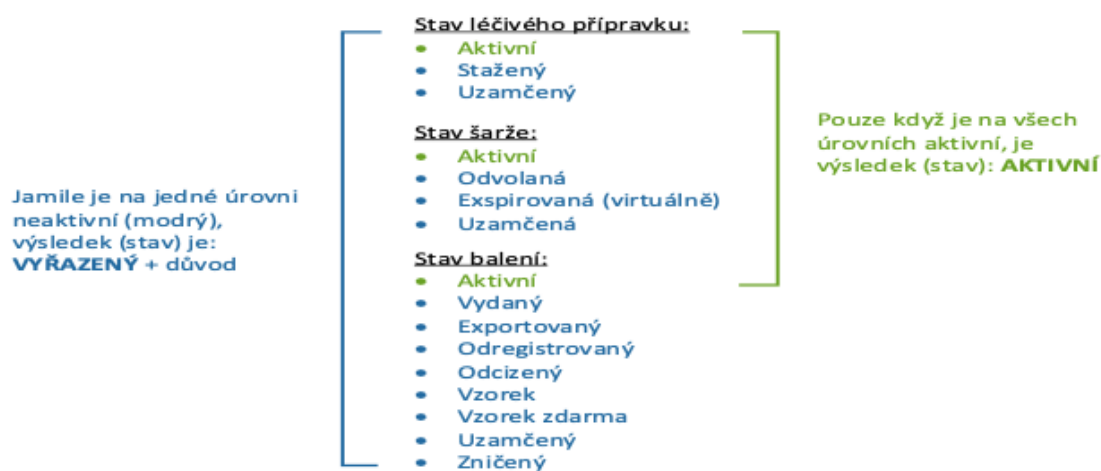 Stav léčivého přípravku:
• Aktivní
• Stažený
• Uzamčený
Stav šarže:
• Aktivní
• Odvolaná
• Exspirovaná (virtuálně)
• Uzamčená
Stav balení:
• Aktivní
• Vydaný
• Exportovaný
• Odregistrovaný
• Odcizený
• Vzorek
• Vzorek zdarma
• Uzamčený
• Zničený
Jamile je na jedné úrovni
neaktivní (modrý),
výsledek (stav) je:
VYŘAZENÝ + důvod
Pouze když je na všech
úrovních aktivní, je
výsledek (stav): AKTIVNÍ